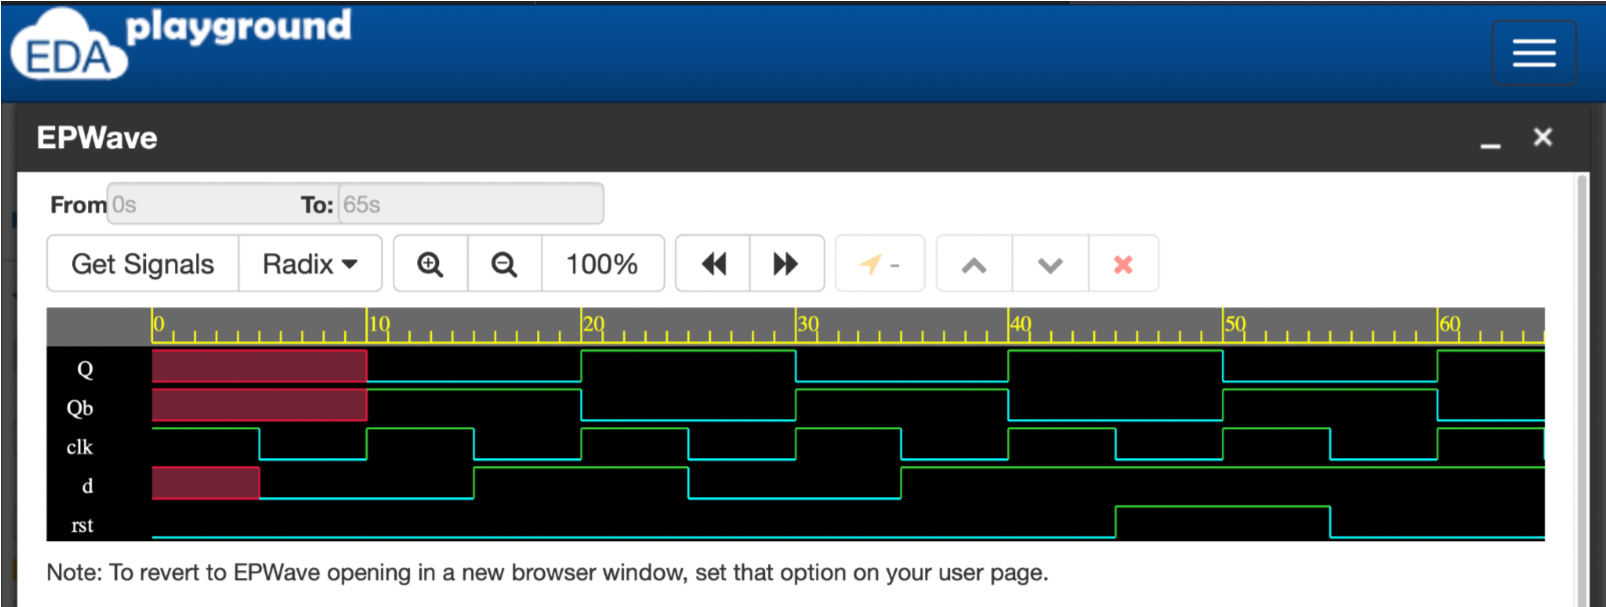 EDA playground
EPWave
From 0s To: 65s
Get Signals Radix 100% -
0 10 20 30 40 50 60
Q
Qb
clk
d
rst
Note: To revert to EPWave opening in a new browser window, set that option on your user page.